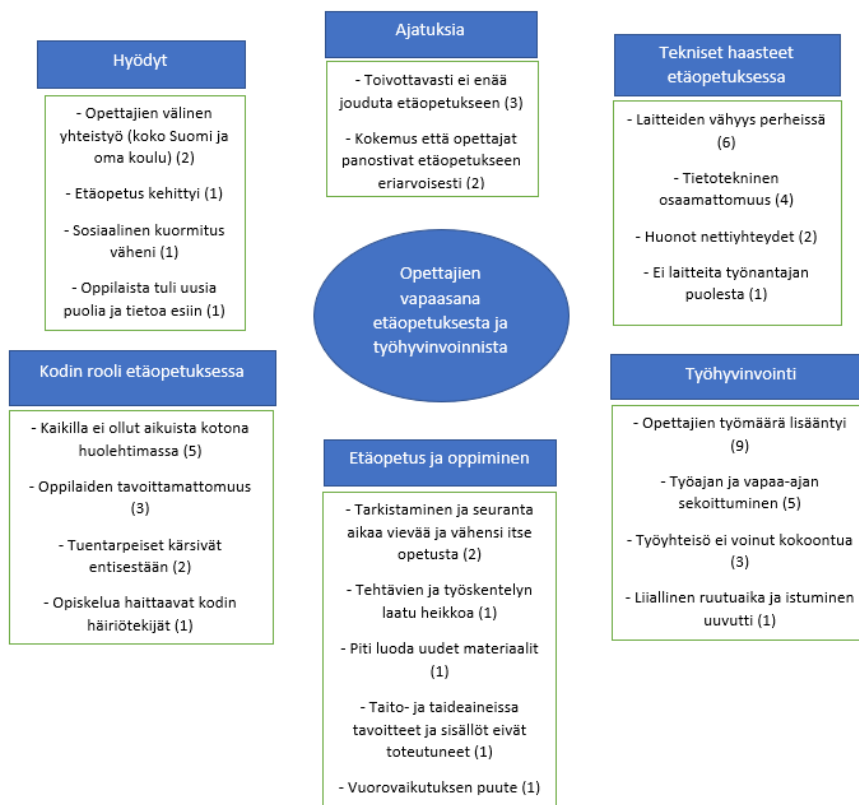 Hyödyt
- Opettajien välinen
yhteistyö (koko Suomi ja
oma koulu) (2)
- Etäopetus kehittyi (1)
- Sosiaalinen kuormitus
väheni (1)
- Oppilaista tuli uusia
puolia ja tietoa esiin (1)
Ajatuksia
- Toivottavasti ei enää
jouduta etäopetukseen (3)
- Kokemus että opettajat
panostivat etäopetukseen
eriarvoisesti (2)
Tekniset haasteet
etäopetuksessa
- Laitteiden vähyys perheissä
(6)
- Tietotekninen
osaamattomuus (4)
- Huonot nettiyhteydet (2)
- Ei laitteita työnantajan
puolesta (1)
Opettajien
vapaasana
etäopetuksesta ja
työhyvinvoinnista
Kodin rooli etäopetuksessa
- Kaikilla ei ollut aikuista kotona
huolehtimassa (5)
- Oppilaiden tavoittamattomuus
(3)
- Tuentarpeiset kärsivät
entisestään (2)
- Opiskelua haittaavat kodin
häiriötekijät (1)
Etäopetus ja oppiminen
- Tarkistaminen ja seuranta
aikaa vievää ja vähensi itse
opetusta (2)
- Tehtävien ja työskentelyn
laatu heikkoa (1)
- Piti luoda uudet materiaalit
(1)
- Taito- ja taideaineissa
tavoitteet ja sisällöt eivät
toteutuneet (1)
- Vuorovaikutuksen puute (1)
Työhyvinvointi
- Opettajien työmäärä lisääntyi
(9)
- Työajan ja vapaa-ajan
sekoittuminen (5)
- Työyhteisö ei voinut kokoontua
(3)
- Liiallinen ruutuaika ja istuminen
uuvutti (1)